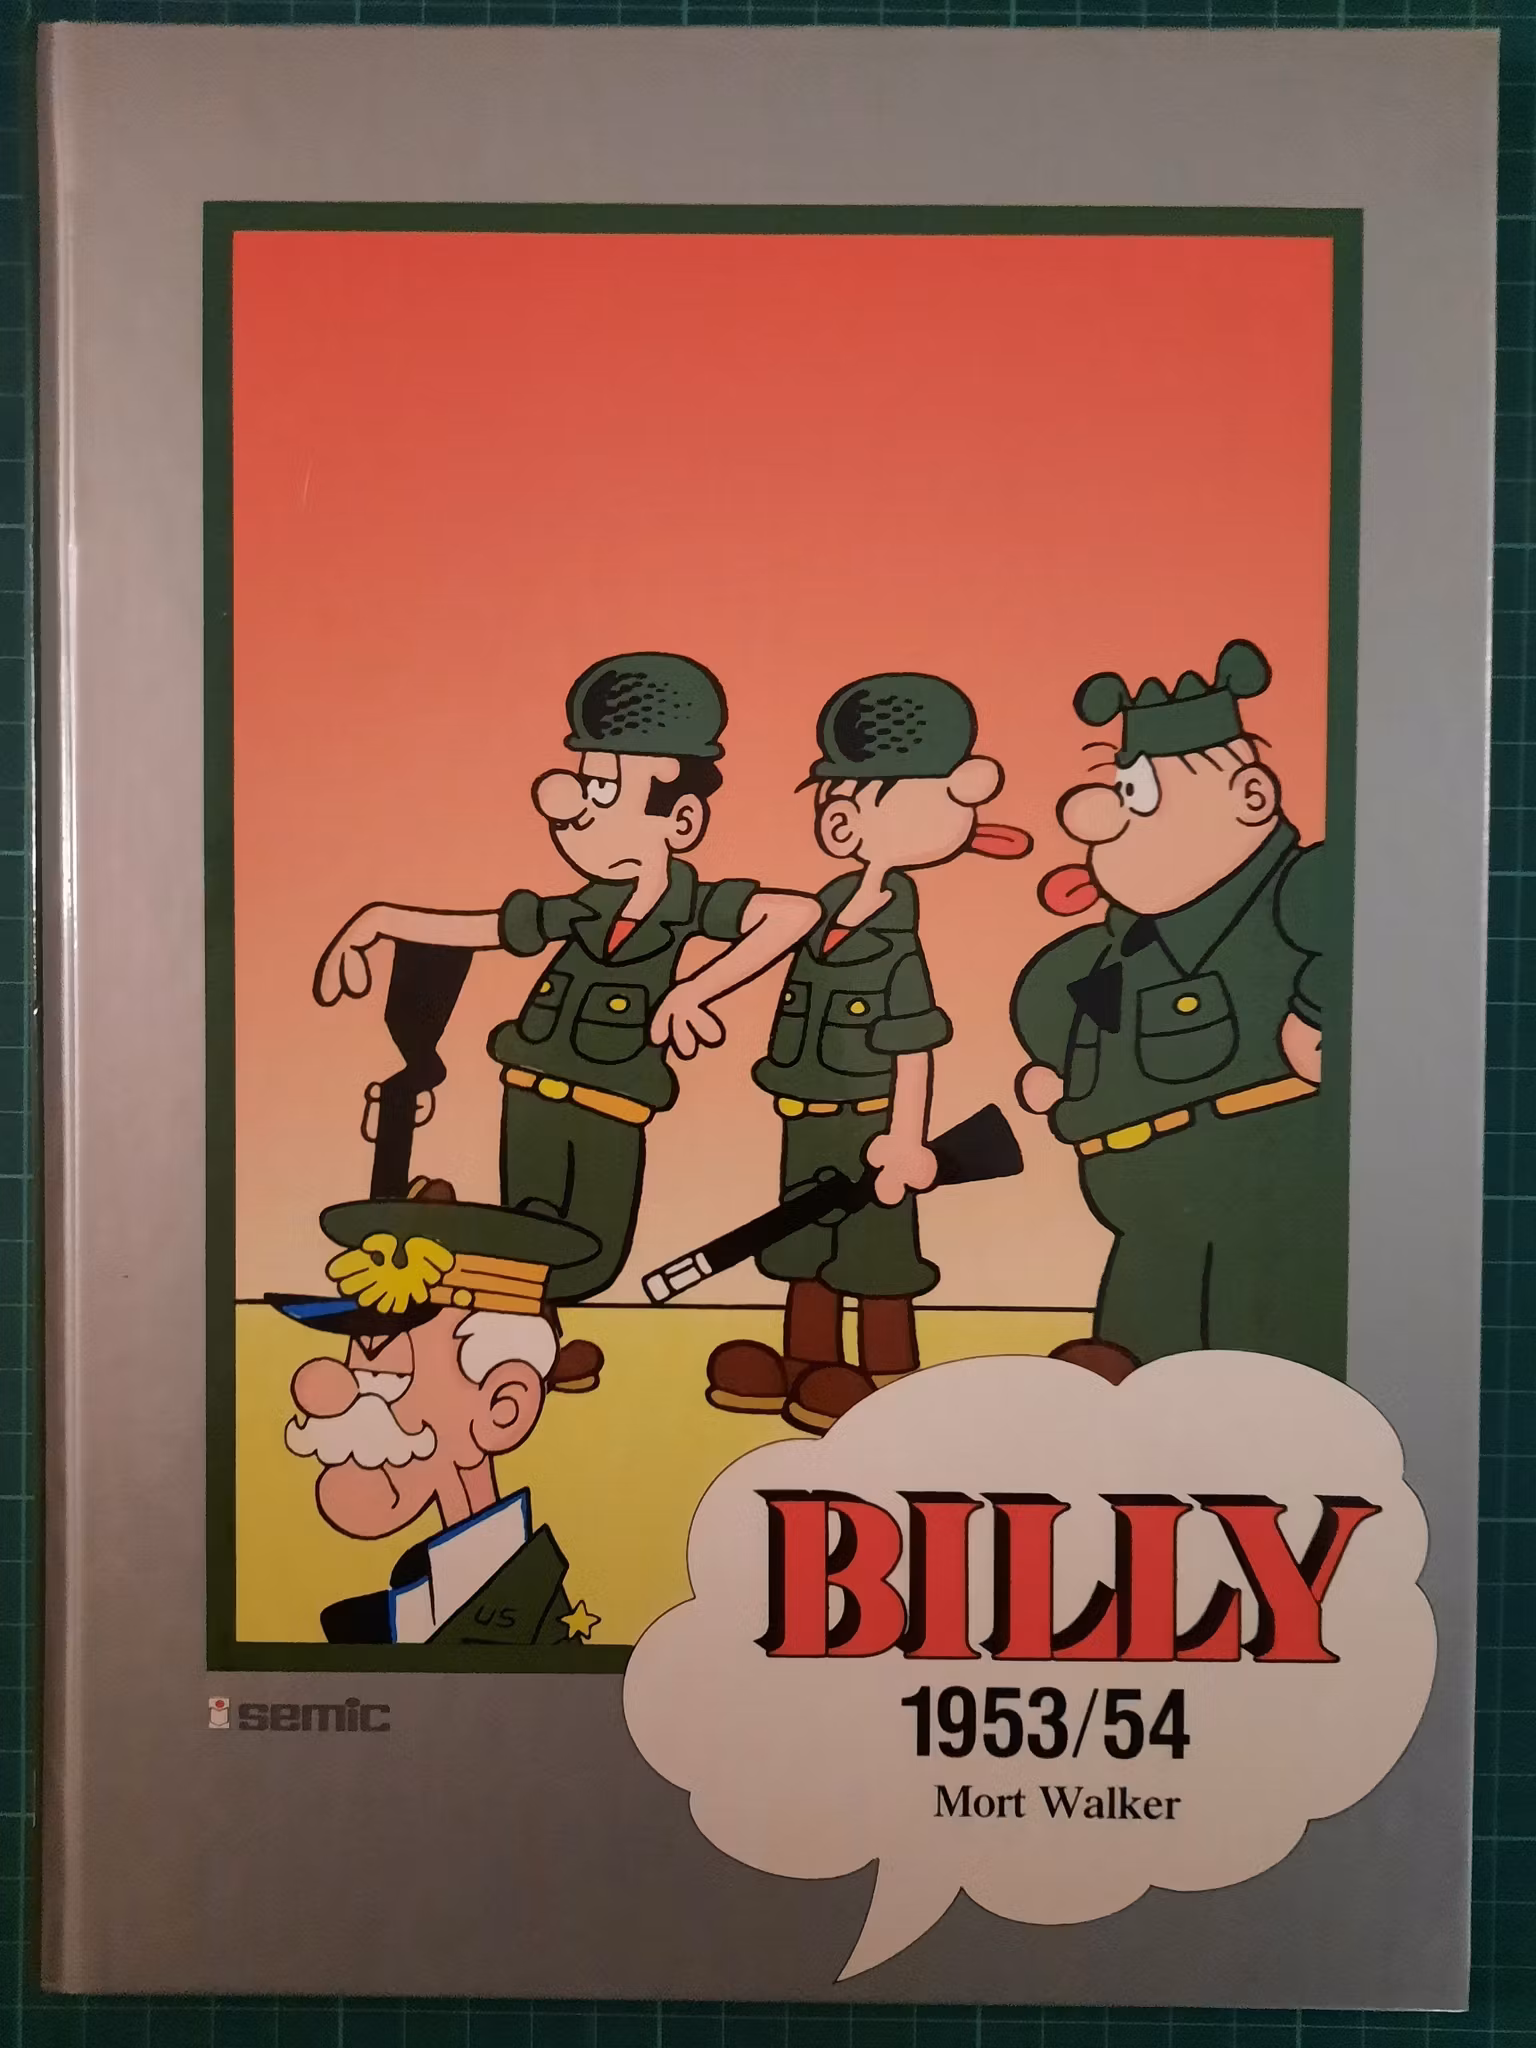 US
semic
BILLY
1953/54
Mort Walker